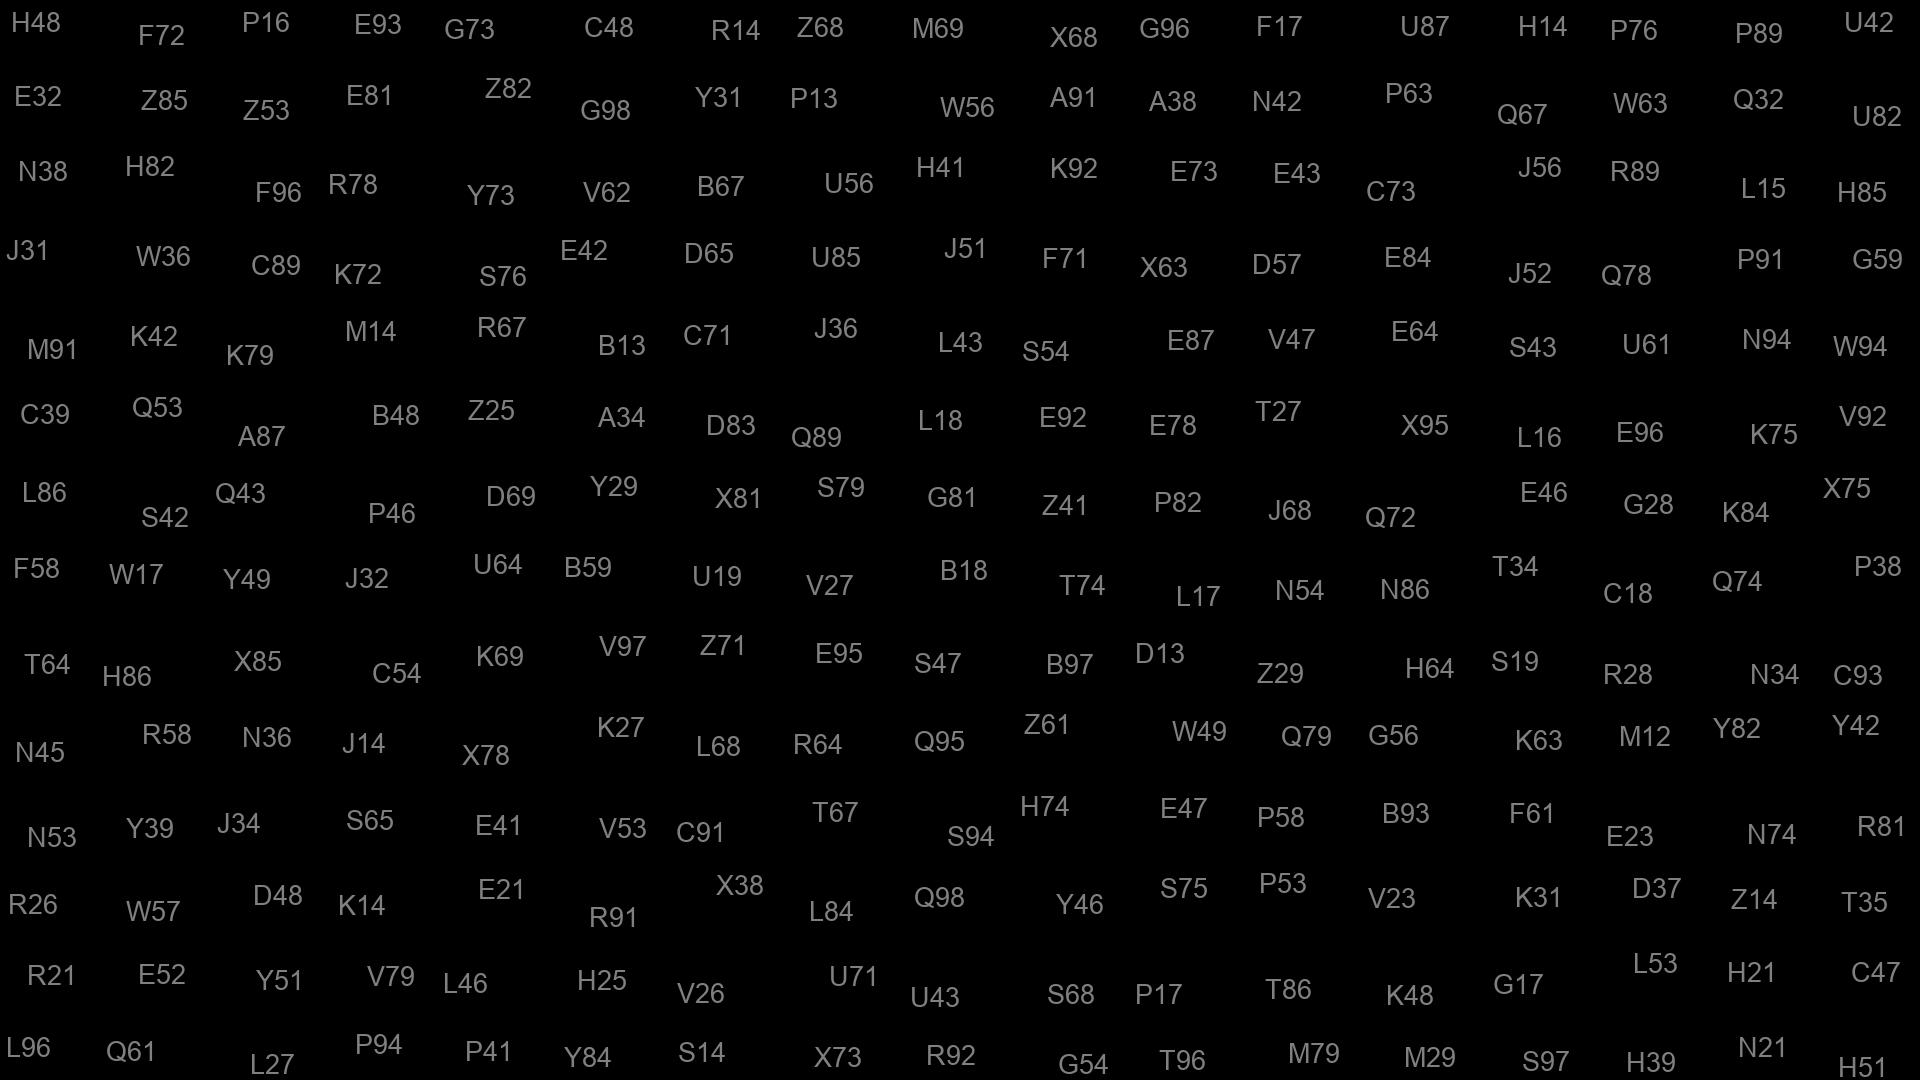 H48 F72 P16 E93 G73 C48 R14 Z68 M69 X68 G96 F17 U87 H14 P76 P89 U42
E32 Z85 Z53 E81 Z82 G98 Y31 P13 W56 A91 A38 N42 P63 Q67 W63 Q32 U82
N38 H82 F96 R78 Y73 V62 B67 U56 H41 K92 E73 E43 C73 J56 R89 L15 H85
J31 W36 C89 K72 S76 E42 D65 U85 J51 F71 X63 D57 E84 J52 Q78 P91 G59
M91 K42 K79 M14 R67 B13 C71 J36 L43 S54 E87 V47 E64 S43 U61 N94 W94
C39 Q53 A87 B48 Z25 A34 D83 Q89 L18 E92 E78 T27 X95 L16 E96 K75 V92
L86 S42 Q43 P46 D69 Y29 X81 S79 G81 Z41 P82 J68 Q72 E46 G28 K84 X75
F58 W17 Y49 J32 U64 B59 U19 V27 B18 T74 L17 N54 N86 T34 C18 Q74 P38
T64 H86 X85 C54 K69 V97 Z71 E95 S47 B97 D13 Z29 H64 S19 R28 N34 C93
N45 R58 N36 J14 X78 K27 L68 R64 Q95 Z61 W49 Q79 G56 K63 M12 Y82 Y42
N53 Y39 J34 S65 E41 V53 C91 T67 S94 H74 E47 P58 B93 F61 E23 N74 R81
R26 W57 D48 K14 E21 R91 X38 L84 Q98 Y46 S75 P53 V23 K31 D37 Z14 T35
R21 E52 Y51 V79 L46 H25 V26 U71 U43 S68 P17 T86 K48 G17 L53 H21 C47
L96 Q61 L27 P94 P41 Y84 S14 X73 R92 G54 T96 M79 M29 S97 H39 N21 H51